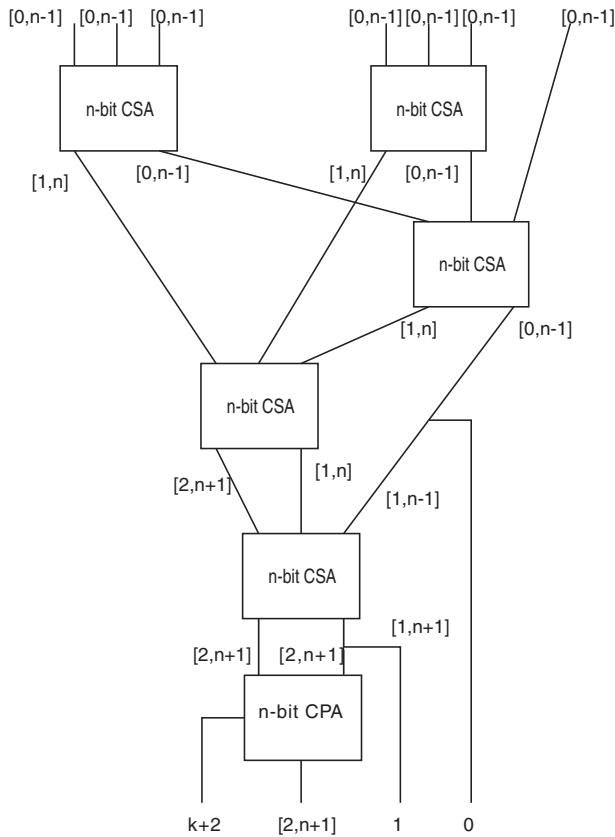 [0,n-1] [0,n-1] [0,n-1] [0,n-1] [0,n-1] [0,n-1] [0,n-1]
n-bit CSA n-bit CSA
[1,n] [0,n-1] [1,n] [0,n-1]
n-bit CSA
[1,n] [0,n-1]
n-bit CSA
[2,n+1] [1,n] [1,n-1]
n-bit CSA
[2,n+1] [2,n+1] [1,n+1]
n-bit CPA
k+2 [2,n+1] 1 0